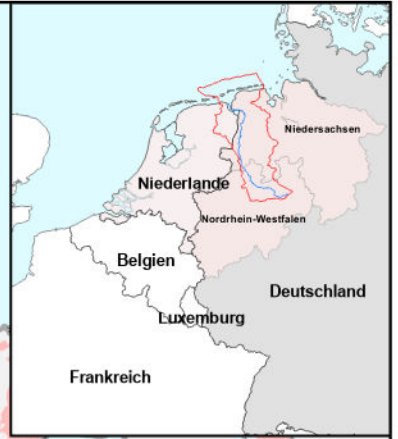 Niedersachsen
Niederlande
Nordrhein-Westfalen
Belgien
Deutschland
Luxemburg
Frankreich